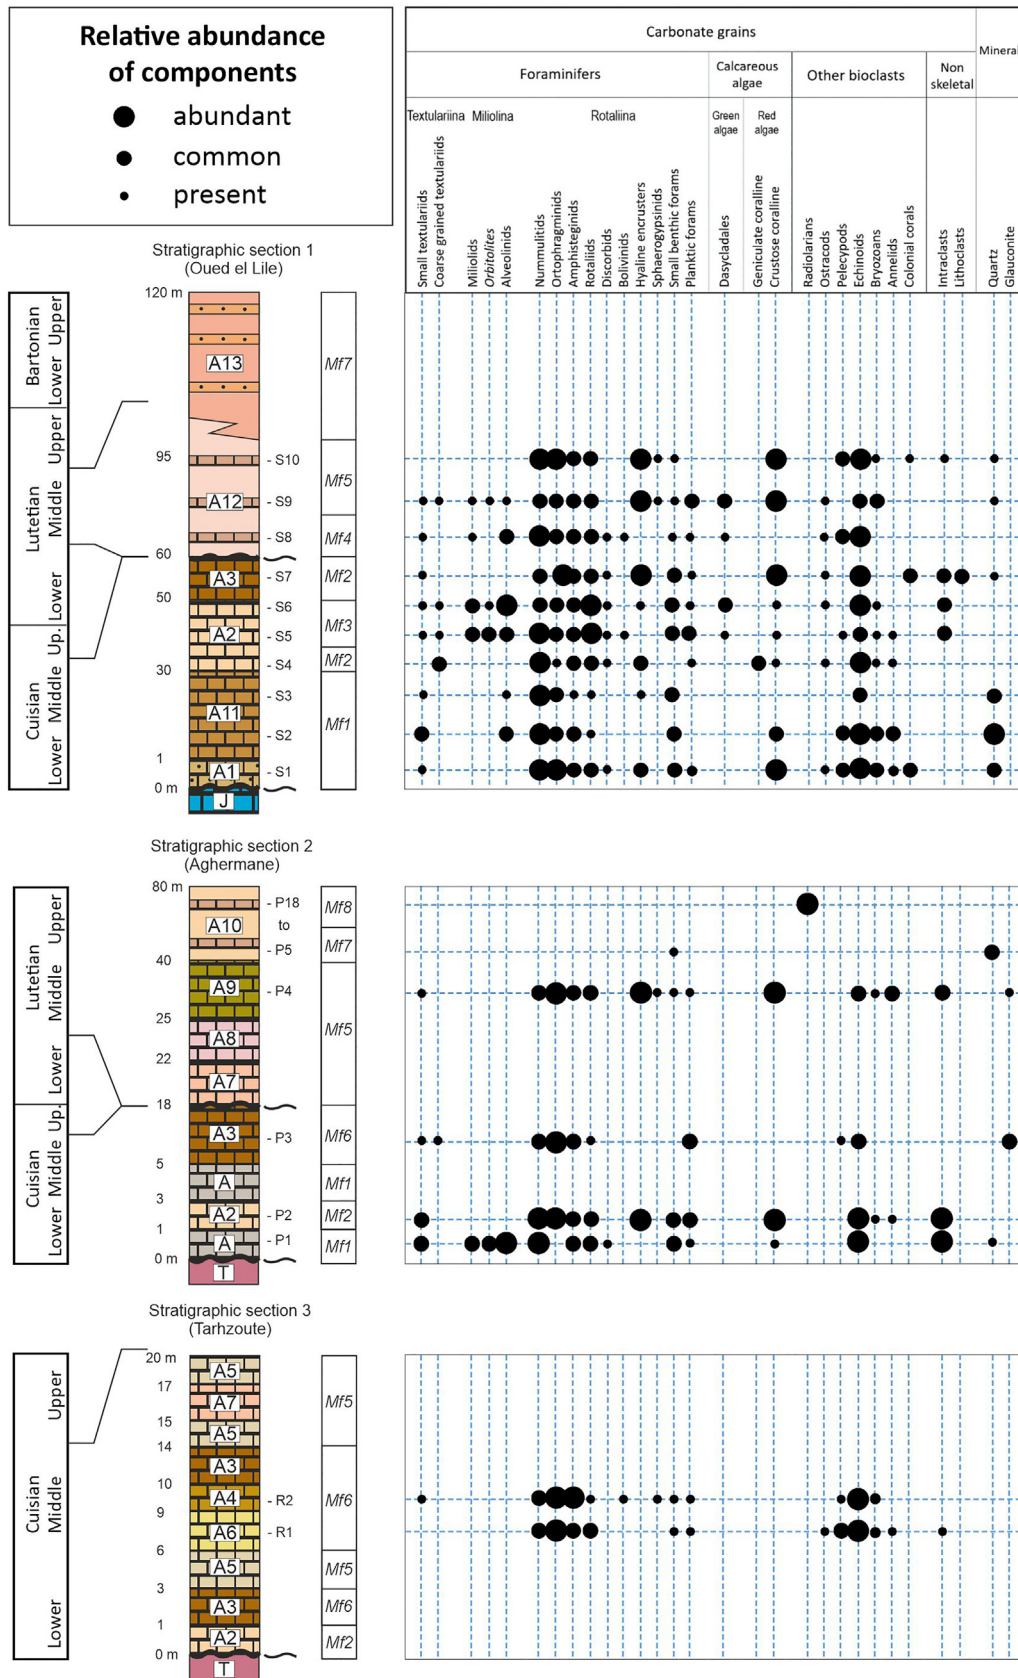 Relative abundance
of components
abundant
common
present
Carbonate grains
Mineral
Foraminifers
Calcareous
algae
Other bioclasts
Non
skeletal
Textulariina
Miliolina
Rotaliina
Green
algae
Red
algae
Small textulariids
Coarse grained textulariids
Miliolids
Orbitolites
Alveolinids
Nummulitids
Ortophragminids
Amphisteginids
Rotaliids
Discorbids
Bolivinids
Hyaline encrusters
Sphaerogypsinids
Small benthic forams
Planktic forams
Dasycladales
Geniculate coralline
Crustose coralline
Radiolarians
Ostracods
Pelecypods
Echinoids
Bryozoans
Annelids
Colonial corals
Intraclasts
Lithoclasts
Quartz
Glauconite
Stratigraphic section 1
(Oued el Lile)
Bartonian
Lower Upper
Lutetian
Lower Middle Upper
Cuisian
Lower Middle Up.
120 m
95
60
50
30
1
0 m
A13
A12
A3
A2
A11
A1
J
- S10
- S9
- S8
- S7
- S6
- S5
- S4
- S3
- S2
- S1
Mf7
Mf5
Mf4
Mf2
Mf3
Mf2
Mf1
Stratigraphic section 2
(Aghermane)
Lutetian
Lower Middle Upper
Cuisian
Lower Middle Up.
80 m
40
25
22
18
5
3
1
0 m
A10
A9
A8
A7
A3
A
A2
A
T
- P18
to
- P5
- P4
- P3
- P2
- P1
Mf8
Mf7
Mf5
Mf6
Mf1
Mf2
Mf1
Stratigraphic section 3
(Tarhzoute)
Cuisian
Lower Middle Upper
20 m
17
15
14
10
9
6
3
1
0 m
A5
A7
A5
A3
A4
A6
A5
A3
A2
T
- R2
- R1
Mf5
Mf6
Mf5
Mf6
Mf2